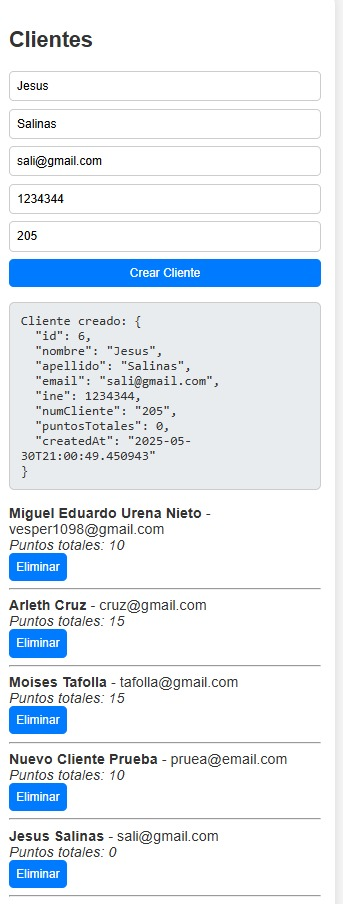 Clientes
Jesus
Salinas
sali@gmail.com
1234344
205
Crear Cliente
Cliente creado: {
  "id": 6,
  "nombre": "Jesus",
  "apellido": "Salinas",
  "email": "sali@gmail.com",
  "ine": 1234344,
  "numCliente": "205",
  "puntosTotales": 0,
  "createdAt": "2025-05-
30T21:00:49.450943"
}
Miguel Eduardo Urena Nieto -
vesper1098@gmail.com
Puntos totales: 10
Eliminar
Arleth Cruz - cruz@gmail.com
Puntos totales: 15
Eliminar
Moises Tafolla - tafolla@gmail.com
Puntos totales: 15
Eliminar
Nuevo Cliente Prueba - pruea@email.com
Puntos totales: 10
Eliminar
Jesus Salinas - sali@gmail.com
Puntos totales: 0
Eliminar